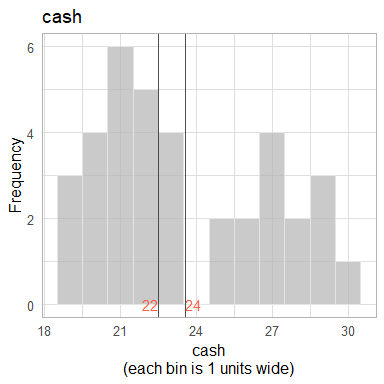 cash
Frequency
6
4
2
0
22 24
18 21 24 27 30
cash
(each bin is 1 units wide)